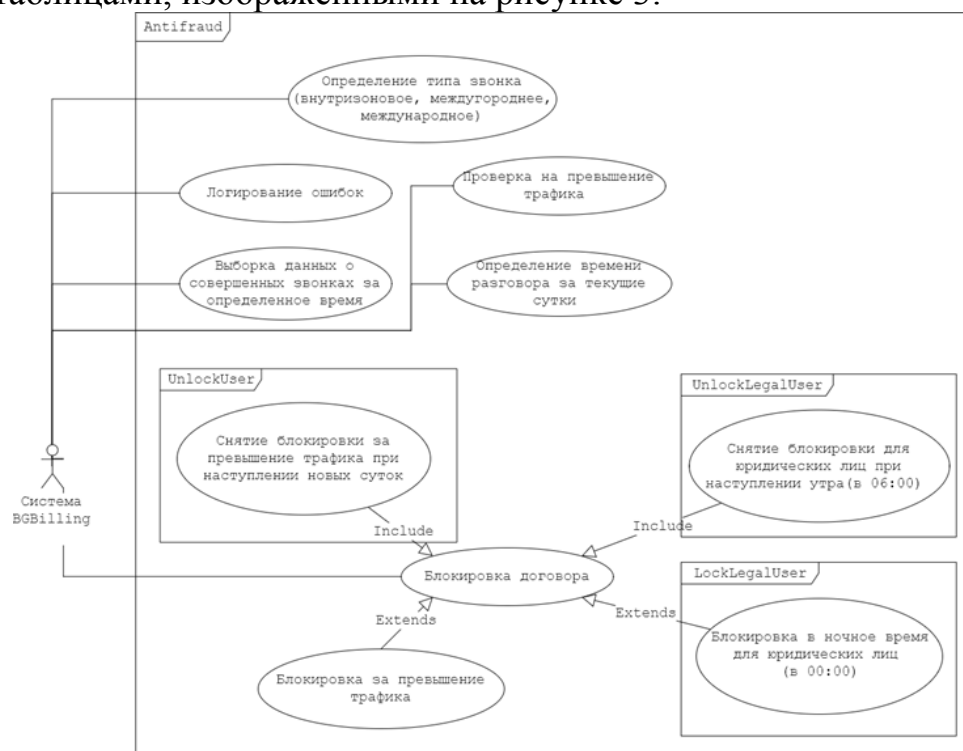 таблицами, изображенными на рисунке 3.
Antifraud
Определение типа звонка
(внутризоновое, междугороднее,
международное)
Проверка на превышение
трафика
Логирование ошибок
Выборка данных о
совершенных звонках за
определенное время
Определение времени
разговора за текущие
сутки
UnlockUser
Снятие блокировки за
превышение трафика при
наступлении новых суток
UnlockLegalUser
Снятие блокировки для
юридических лиц при
наступлении утра(в 06:00)
Система
BGBilling
Include
Include
Блокировка договора
LockLegalUser
Extends
Extends
Блокировка в ночное время
для юридических лиц
(в 00:00)
Блокировка за превышение
трафика